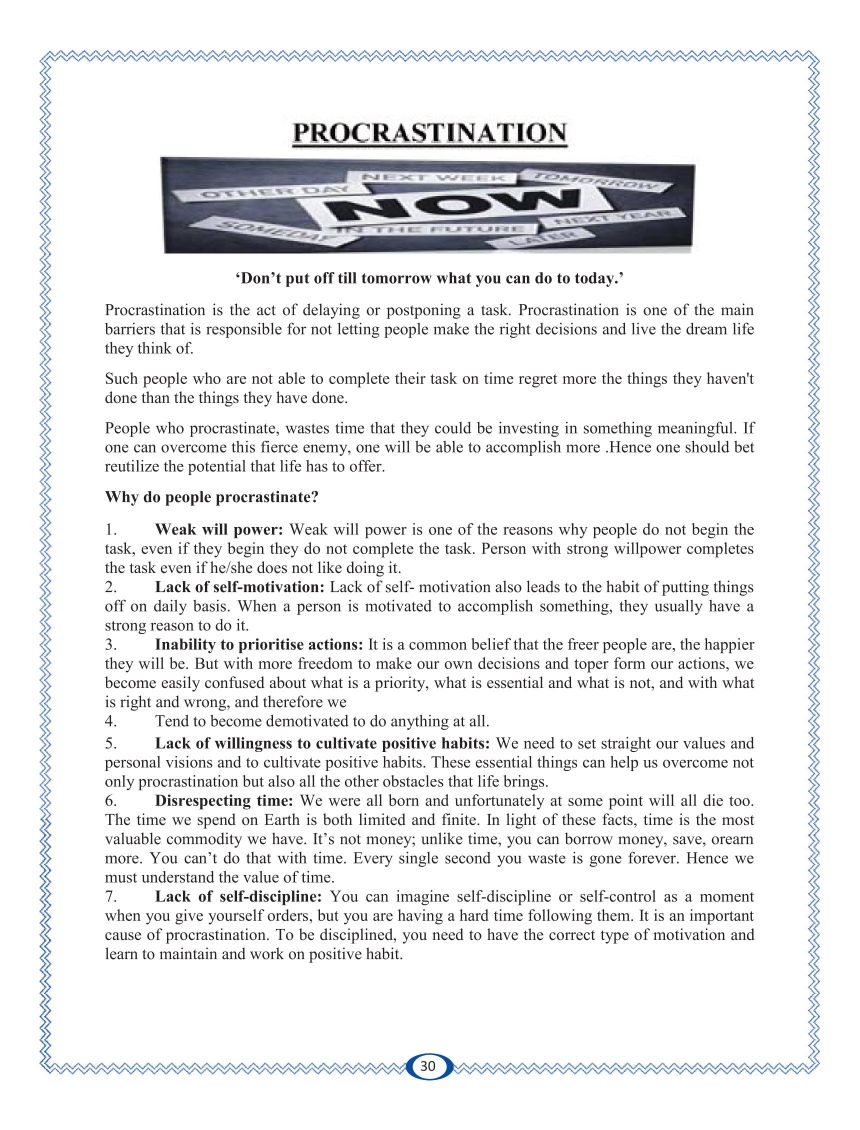 PROCRASTINATION
OTHER DAY
NEXT WEEK
TOMORROW
NOW
SOMEDAY
IN THE FUTURE
NEXT YEAR
LATER
‘Don’t put off till tomorrow what you can do to today.’
Procrastination is the act of delaying or postponing a task. Procrastination is one of the main
barriers that is responsible for not letting people make the right decisions and live the dream life
they think of.
Such people who are not able to complete their task on time regret more the things they haven't
done than the things they have done.
People who procrastinate, wastes time that they could be investing in something meaningful. If
one can overcome this fierce enemy, one will be able to accomplish more .Hence one should bet
reutilize the potential that life has to offer.
Why do people procrastinate?
1. Weak will power: Weak will power is one of the reasons why people do not begin the
task, even if they begin they do not complete the task. Person with strong willpower completes
the task even if he/she does not like doing it.
2. Lack of self-motivation: Lack of self- motivation also leads to the habit of putting things
off on daily basis. When a person is motivated to accomplish something, they usually have a
strong reason to do it.
3. Inability to prioritise actions: It is a common belief that the freer people are, the happier
they will be. But with more freedom to make our own decisions and toper form our actions, we
become easily confused about what is a priority, what is essential and what is not, and with what
is right and wrong, and therefore we
4. Tend to become demotivated to do anything at all.
5. Lack of willingness to cultivate positive habits: We need to set straight our values and
personal visions and to cultivate positive habits. These essential things can help us overcome not
only procrastination but also all the other obstacles that life brings.
6. Disrespecting time: We were all born and unfortunately at some point will all die too.
The time we spend on Earth is both limited and finite. In light of these facts, time is the most
valuable commodity we have. It’s not money; unlike time, you can borrow money, save, orearn
more. You can’t do that with time. Every single second you waste is gone forever. Hence we
must understand the value of time.
7. Lack of self-discipline: You can imagine self-discipline or self-control as a moment
when you give yourself orders, but you are having a hard time following them. It is an important
cause of procrastination. To be disciplined, you need to have the correct type of motivation and
learn to maintain and work on positive habit.
30